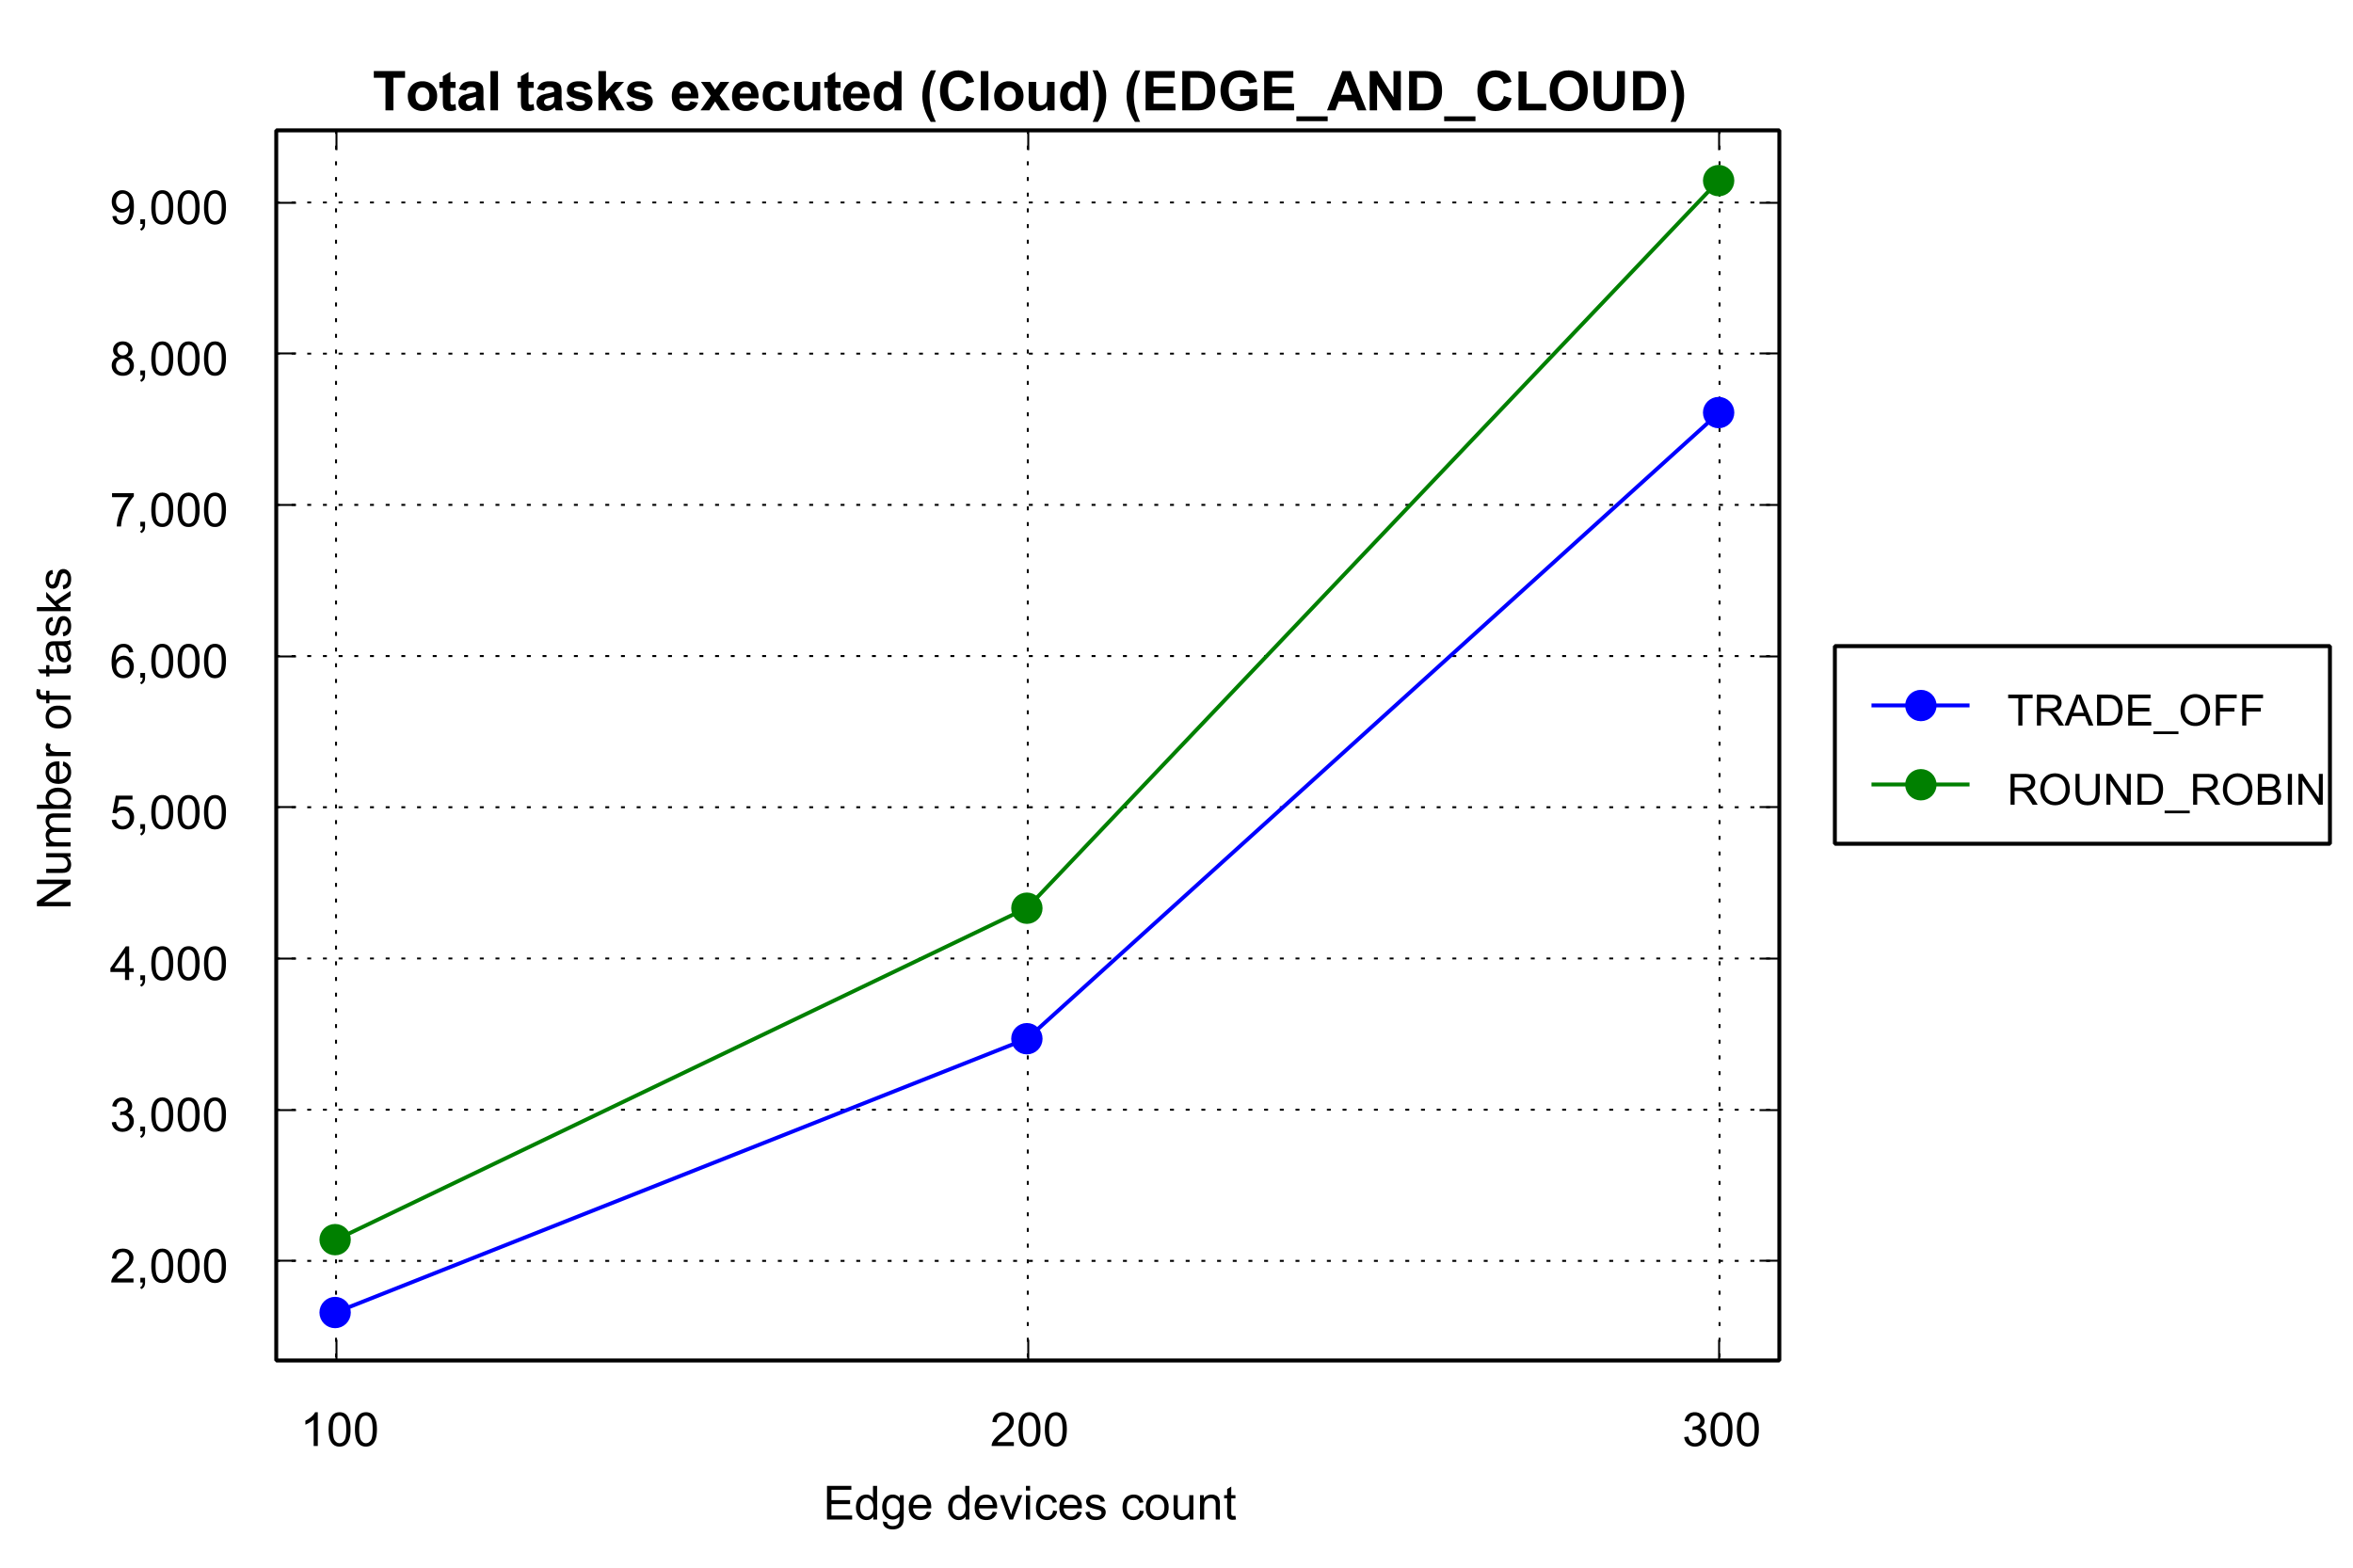 Total tasks executed (Cloud) (EDGE_AND_CLOUD)
9,000
8,000
7,000
6,000
5,000
4,000
3,000
2,000
Number of tasks
100 200 300
Edge devices count
TRADE_OFF
ROUND_ROBIN